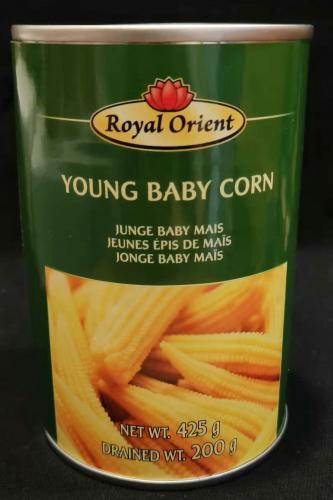 Royal Orient
YOUNG BABY CORN
JUNGE BABY MAIS
JEUNES ÉPIS DE MAÏS
JONGE BABY MAÏS
NET WT. 425 g
DRAINED WT. 200 g